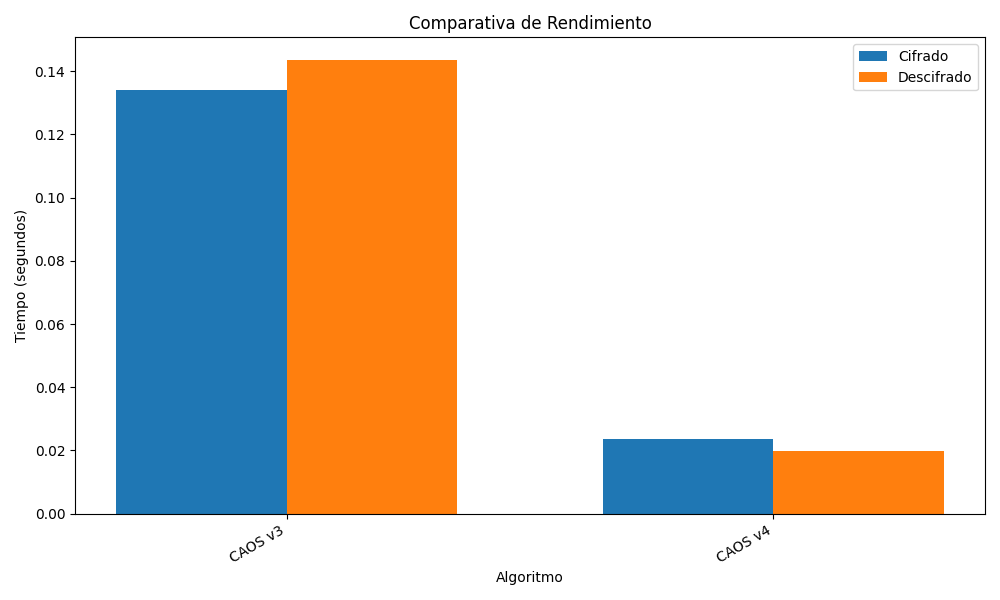 Comparativa de Rendimiento
Cifrado
Descifrado
Tiempo (segundos)
0.14
0.12
0.10
0.08
0.06
0.04
0.02
0.00
CAOS v3
CAOS v4
Algoritmo